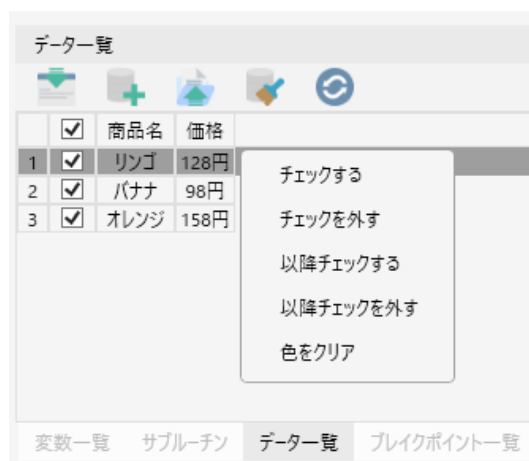 データ一覧
商品名 価格
1 リンゴ 128円
2 バナナ 98円
3 オレンジ 158円
チェックする
チェックを外す
以降チェックする
以降チェックを外す
色をクリア
変数一覧 サブルーチン データ一覧 ブレイクポイント一覧